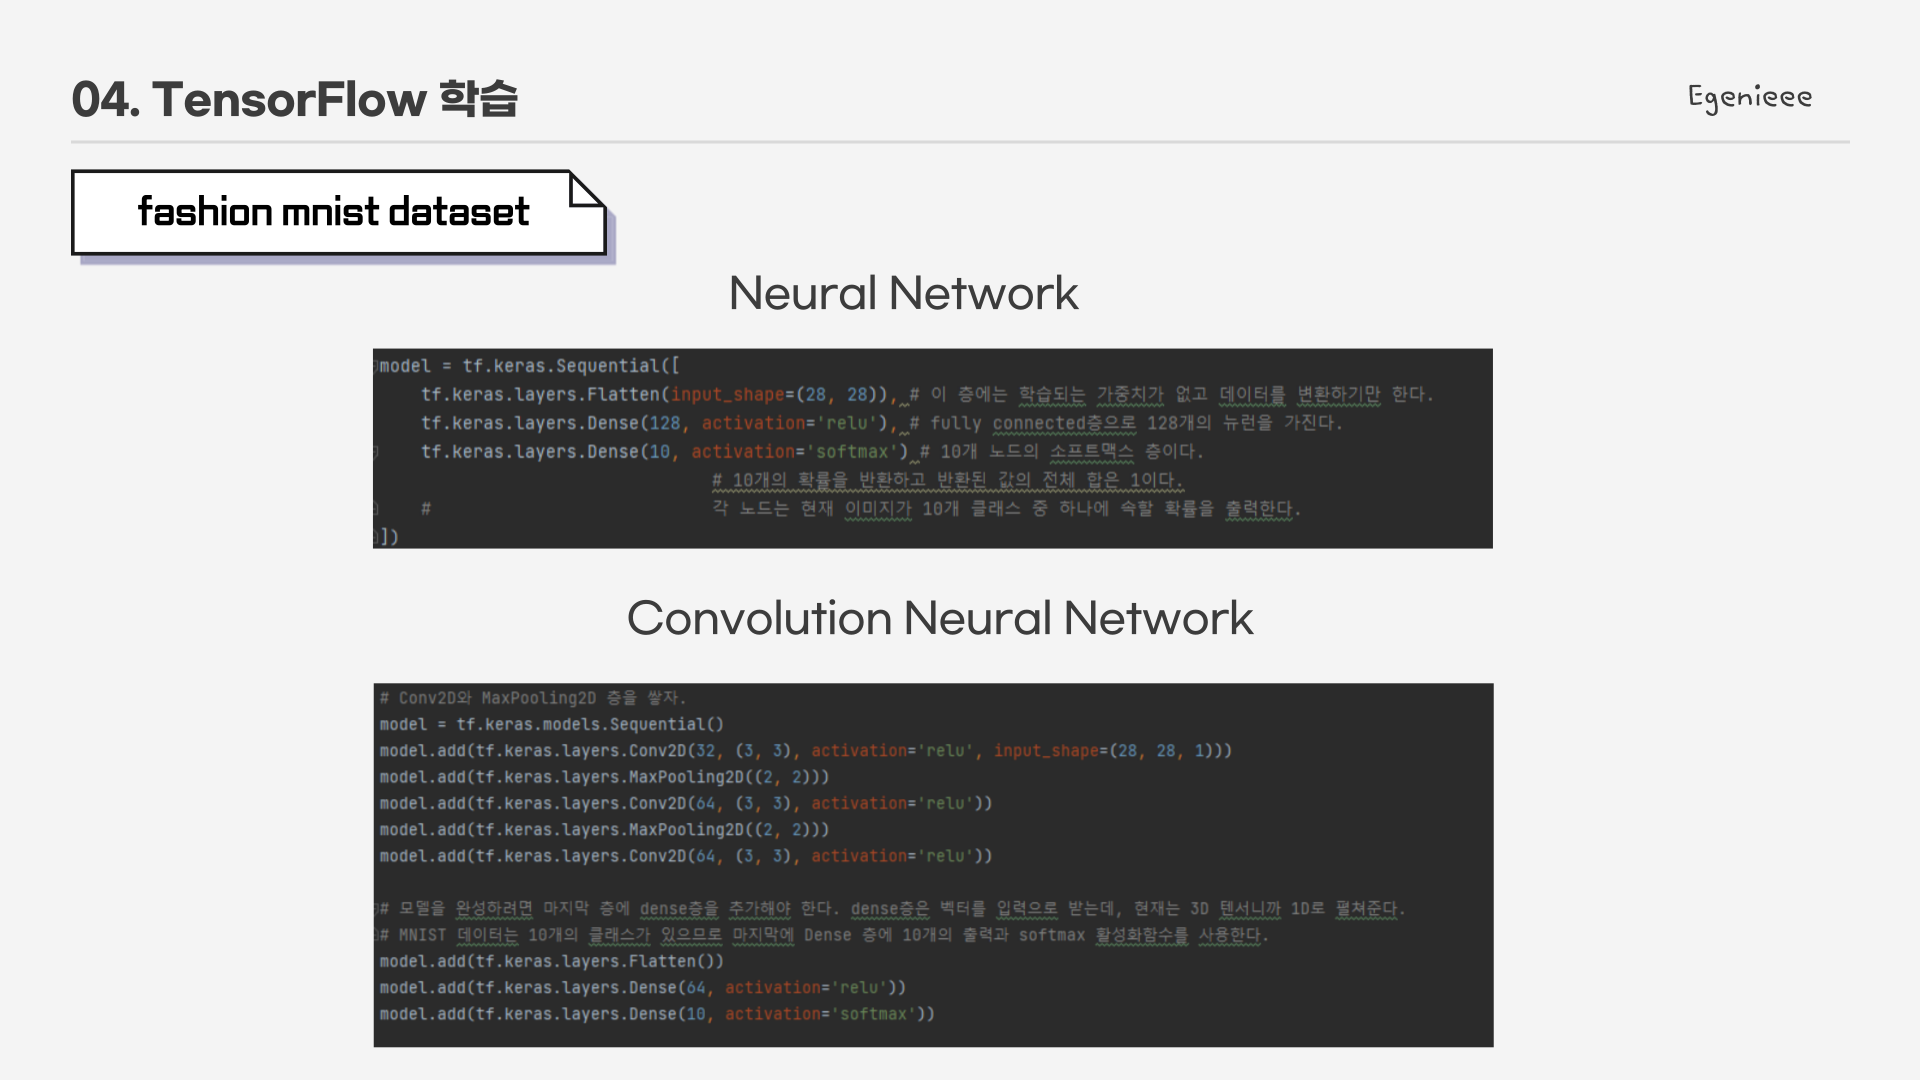 04. TensorFlow 학습
Egenieee
fashion mnist dataset
Neural Network
model = tf.keras.Sequential([
    tf.keras.layers.Flatten(input_shape=(28, 28)), # 이 층에는 학습되는 가중치가 없고 데이터를 변환하기만 한다.
    tf.keras.layers.Dense(128, activation='relu'), # fully connected층으로 128개의 뉴런을 가진다.
    tf.keras.layers.Dense(10, activation='softmax') # 10개 노드의 소프트맥스 층이다.
                            # 10개의 확률을 반환하고 반환된 값의 전체 합은 1이다.
    #                           각 노드는 현재 이미지가 10개 클래스 중 하나에 속할 확률을 출력한다.
])
Convolution Neural Network
# Conv2D와 MaxPooling2D 층을 쌓자.
model = tf.keras.models.Sequential()
model.add(tf.keras.layers.Conv2D(32, (3, 3), activation='relu', input_shape=(28, 28, 1)))
model.add(tf.keras.layers.MaxPooling2D((2, 2)))
model.add(tf.keras.layers.Conv2D(64, (3, 3), activation='relu'))
model.add(tf.keras.layers.MaxPooling2D((2, 2)))
model.add(tf.keras.layers.Conv2D(64, (3, 3), activation='relu'))
# 모델을 완성하려면 마지막 층에 dense층을 추가해야 한다. dense층은 벡터를 입력으로 받는데, 현재는 3D 텐서니까 1D로 펼쳐준다.
# MNIST 데이터는 10개의 클래스가 있으므로 마지막에 Dense 층에 10개의 출력과 softmax 활성화함수를 사용한다.
model.add(tf.keras.layers.Flatten())
model.add(tf.keras.layers.Dense(64, activation='relu'))
model.add(tf.keras.layers.Dense(10, activation='softmax'))